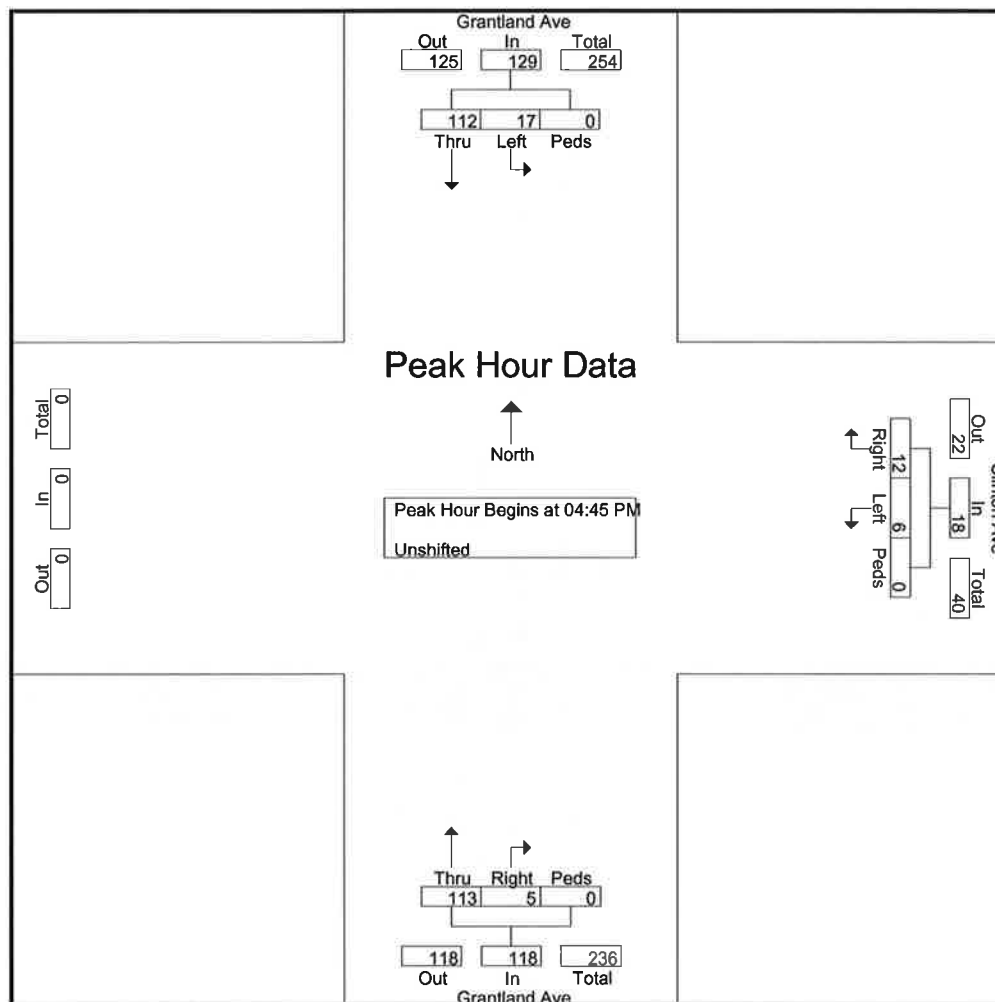 Grantland Ave
Out In Total
125 129 254
112 17 0
Thru Left Peds
Peak Hour Data
North
Peak Hour Begins at 04:45 PM
Unshifted
Total In Out
0 0 0
Right Left Peds
12 6 0
Out In Total
22 18 40
Clinton Ave
Thru Right Peds
113 5 0
118 118 236
Out In Total
Grantland Ave